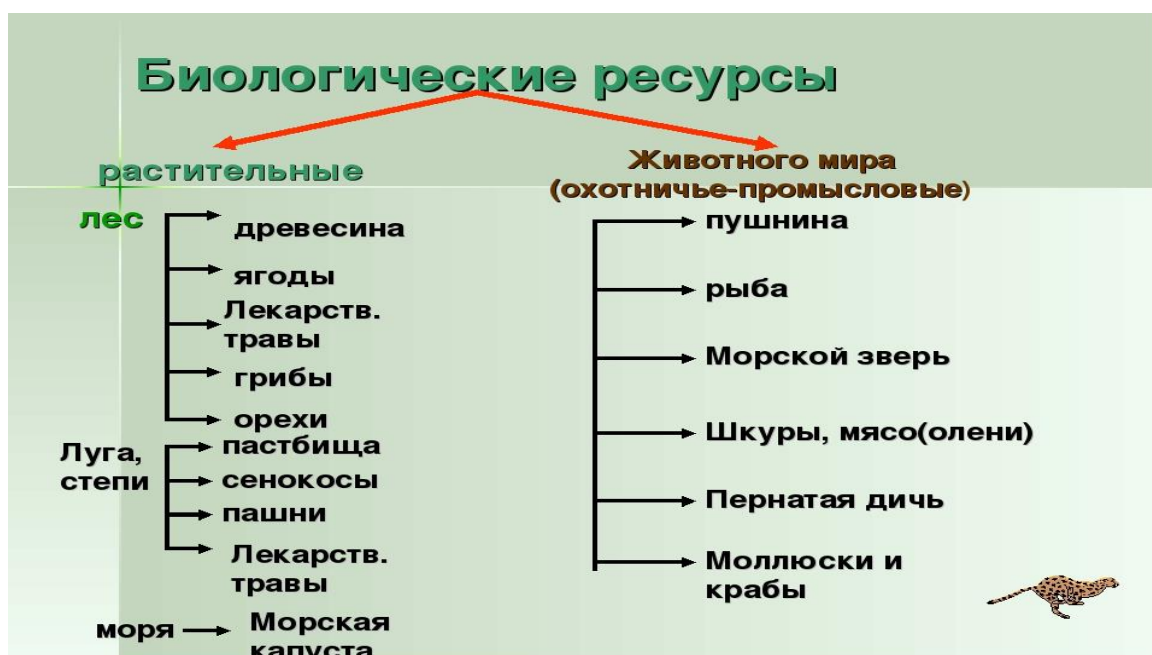 Биологические ресурсы
растительные
лес
древесина
ягоды
Лекарств.
травы
грибы
орехи
Луга,
степи
пастбища
сенокосы
пашни
Лекарств.
травы
моря
Морская
капуста
Животного мира
(охотничье-промысловые)
пушнина
рыба
Морской зверь
Шкуры, мясо(олени)
Пернатая дичь
Моллюски и
крабы